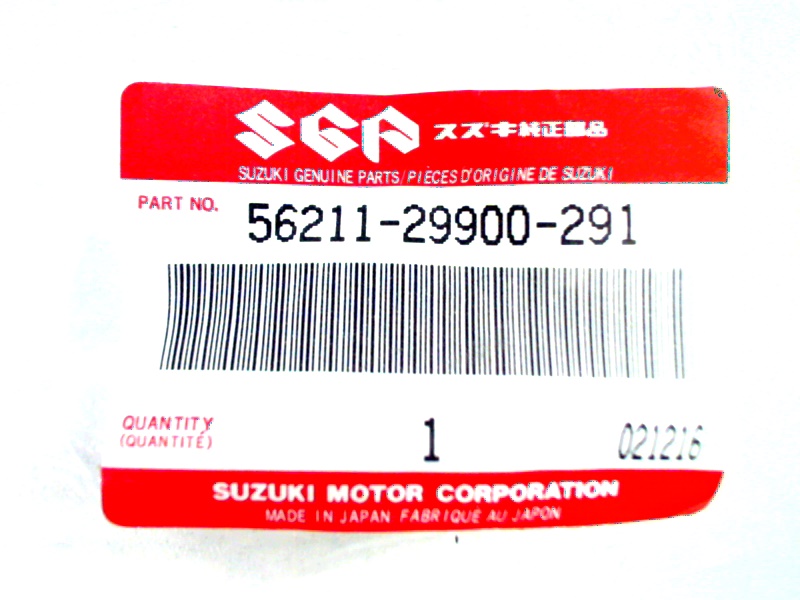 SGP スズキ純正部品
SUZUKI GENUINE PARTS/PIÈCES D'ORIGINE DE SUZUKI
PART NO. 56211-29900-291
QUANTITY
(QUANTITÉ) 1 021216
SUZUKI MOTOR CORPORATION
MADE IN JAPAN FABRIQUÉ AU JAPON